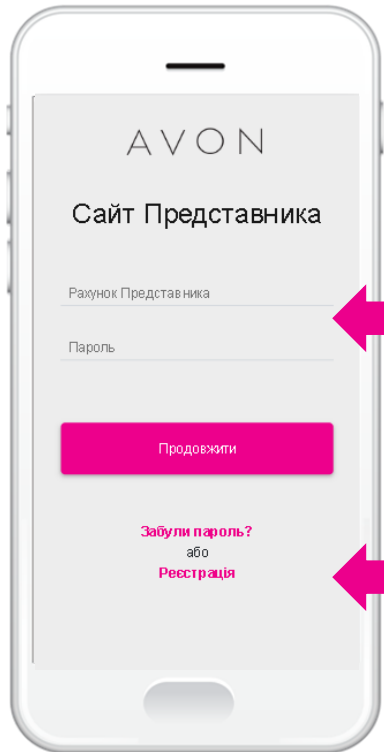 AVON
Сайт Представника
Рахунок Представника
Пароль
Продовжити
Забули пароль?
або
Реєстрація